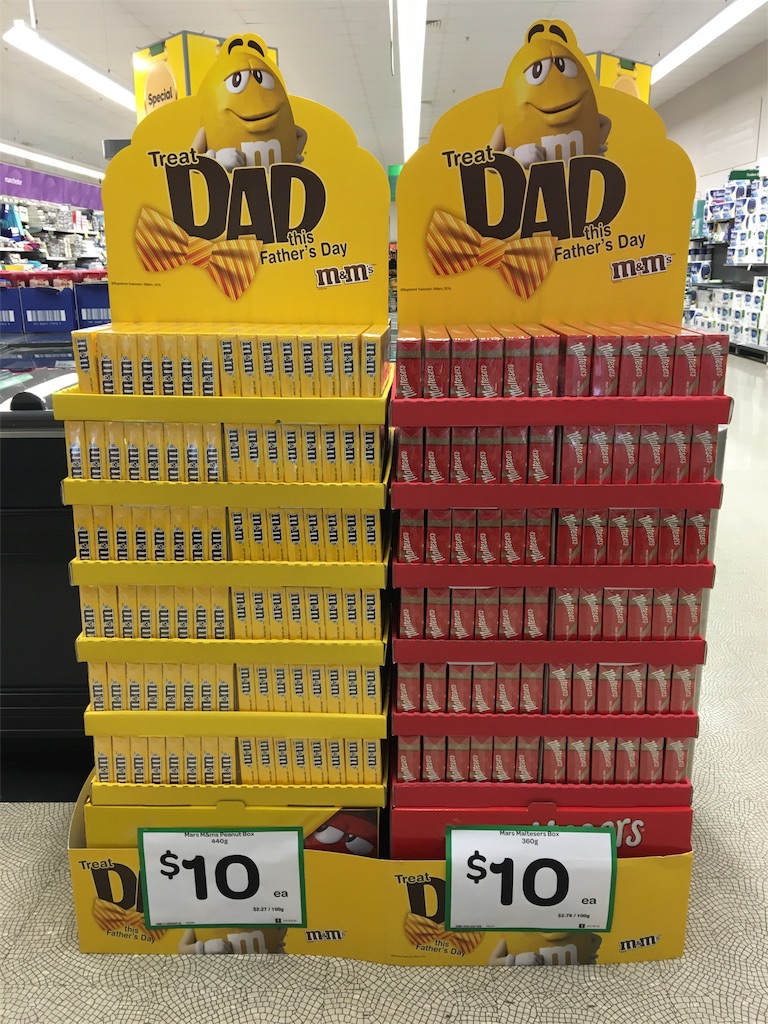 Special
manchester
m
Treat
DAD
this
Father's Day
m&m's
m
Treat
DAD
this
Father's Day
m&m's
m&m's
Maltesers
Mars M&ms Peanut Box
440g
$10 ea
$2.27 / 100g
Mars Maltesers Box
360g
$10 ea
$2.78 / 100g
Treat
D
this
Father's Day
m
m&m's
Treat
D
this
Father's Day
m
m&m's